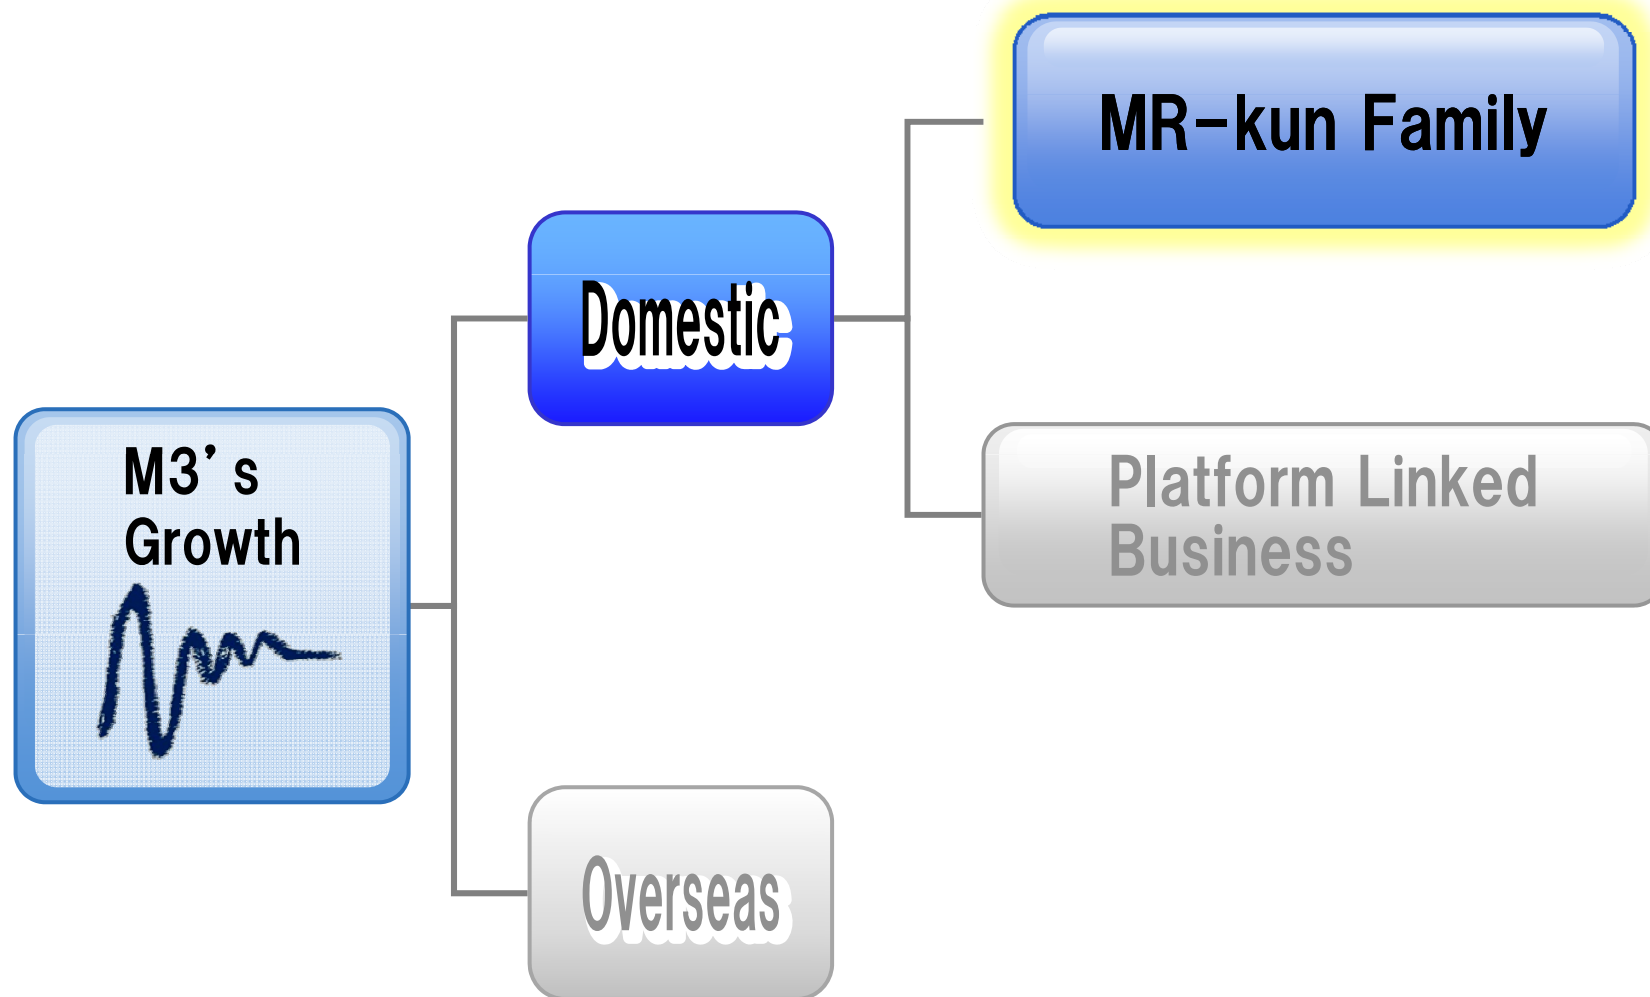 MR-kun Family
Domestic
M3's
Growth
Platform Linked
Business
Overseas